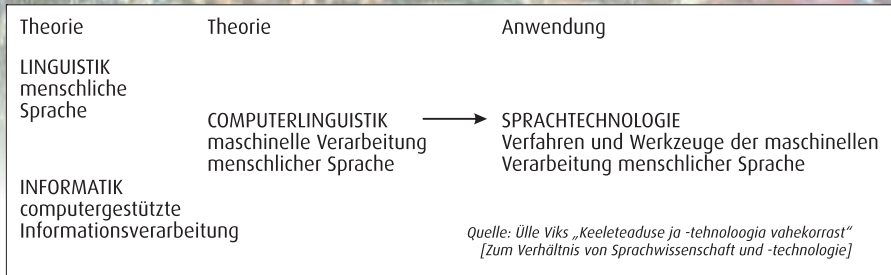 Theorie
Theorie
Anwendung
LINGUISTIK
menschliche
Sprache
COMPUTERLINGUISTIK
maschinelle Verarbeitung
menschlicher Sprache
SPRACHTECHNOLOGIE
Verfahren und Werkzeuge der maschinellen
Verarbeitung menschlicher Sprache
INFORMATIK
computergestützte
Informationsverarbeitung
Quelle: Ülle Viks „Keeleteaduse ja -tehnoloogia vahekorrast“
[Zum Verhältnis von Sprachwissenschaft und -technologie]